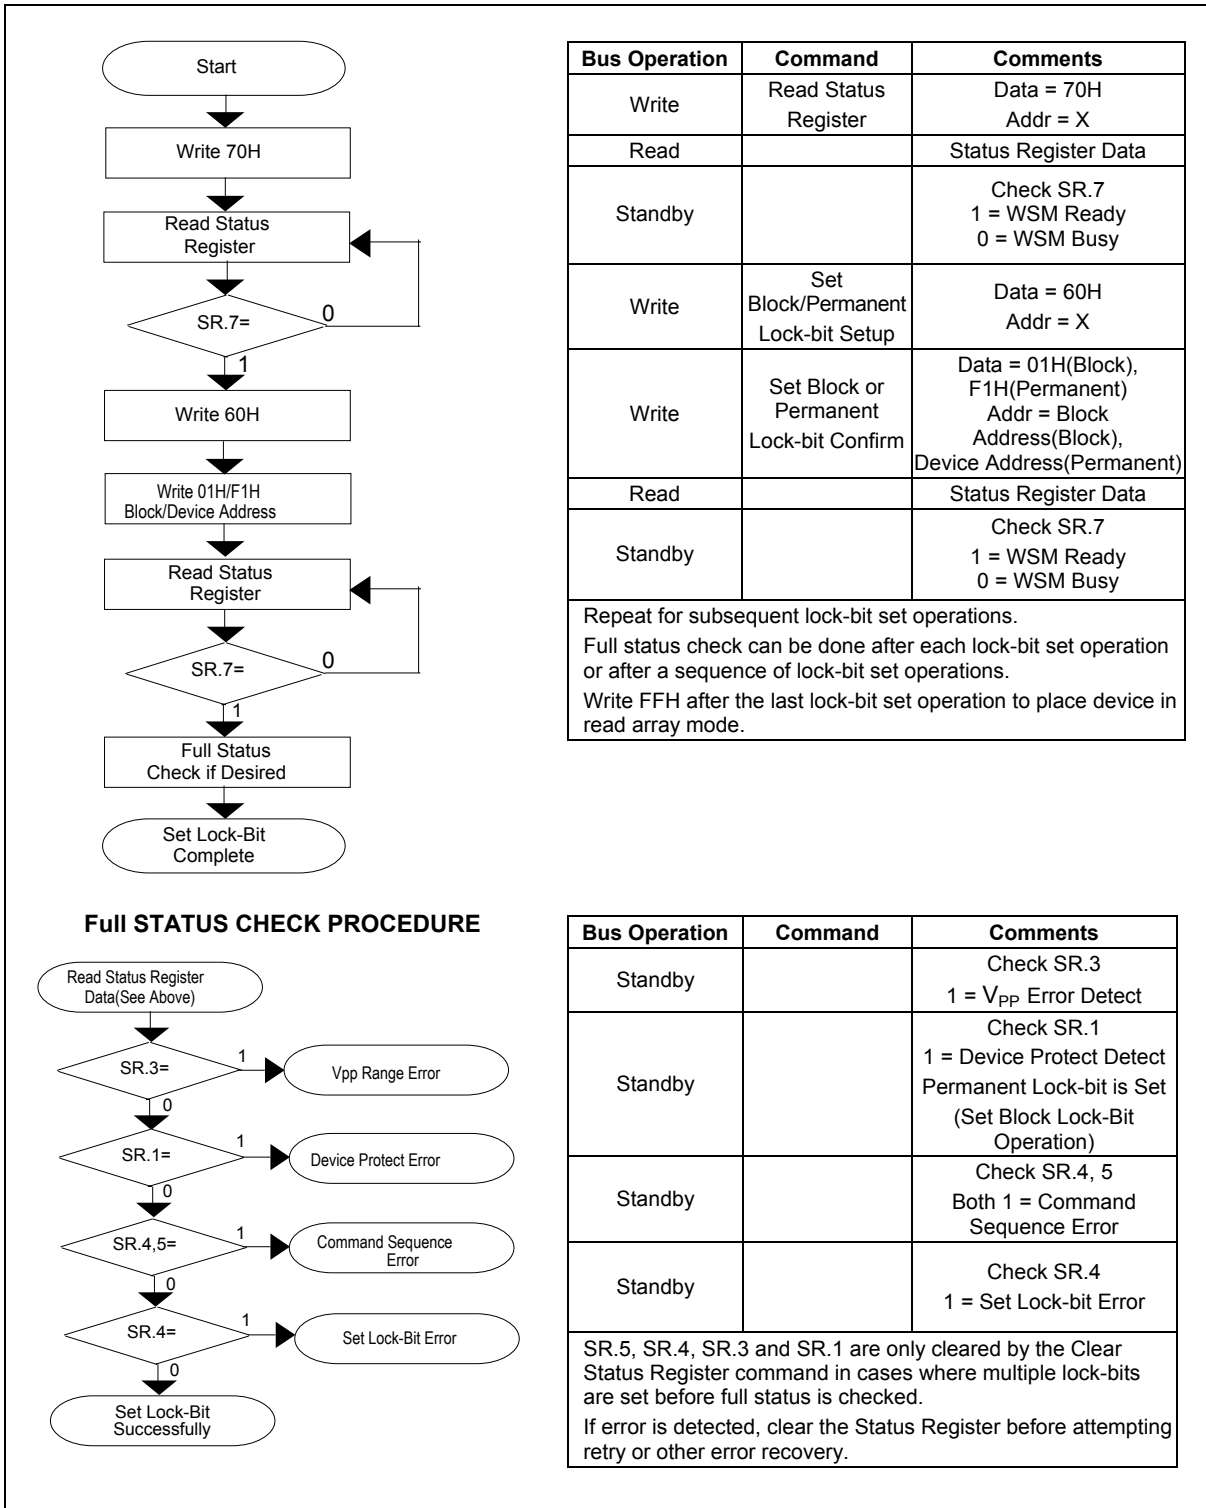 Start
Write 70H
Read Status
Register
SR.7=
0
1
Write 60H
Write 01H/F1H
Block/Device Address
Read Status
Register
SR.7=
0
1
Full Status
Check if Desired
Set Lock-Bit
Complete
Bus Operation Command Comments
Write
Read Status
Register
Data = 70H
Addr = X
Read
Status Register Data
Standby
Check SR.7
1 = WSM Ready
0 = WSM Busy
Write
Set
Block/Permanent
Lock-bit Setup
Data = 60H
Addr = X
Write
Set Block or
Permanent
Lock-bit Confirm
Data = 01H(Block),
F1H(Permanent)
Addr = Block
Address(Block),
Device Address(Permanent)
Read
Status Register Data
Standby
Check SR.7
1 = WSM Ready
0 = WSM Busy
Repeat for subsequent lock-bit set operations.
Full status check can be done after each lock-bit set operation
or after a sequence of lock-bit set operations.
Write FFH after the last lock-bit set operation to place device in
read array mode.
Full STATUS CHECK PROCEDURE
Read Status Register
Data(See Above)
SR.3=
1
Vpp Range Error
0
SR.1=
1
Device Protect Error
0
SR.4,5=
1
Command Sequence
Error
0
SR.4=
1
Set Lock-Bit Error
0
Set Lock-Bit
Successfully
Bus Operation Command Comments
Standby
Check SR.3
1 = VPP Error Detect
Standby
Check SR.1
1 = Device Protect Detect
Permanent Lock-bit is Set
(Set Block Lock-Bit
Operation)
Standby
Check SR.4, 5
Both 1 = Command
Sequence Error
Standby
Check SR.4
1 = Set Lock-bit Error
SR.5, SR.4, SR.3 and SR.1 are only cleared by the Clear
Status Register command in cases where multiple lock-bits
are set before full status is checked.
If error is detected, clear the Status Register before attempting
retry or other error recovery.